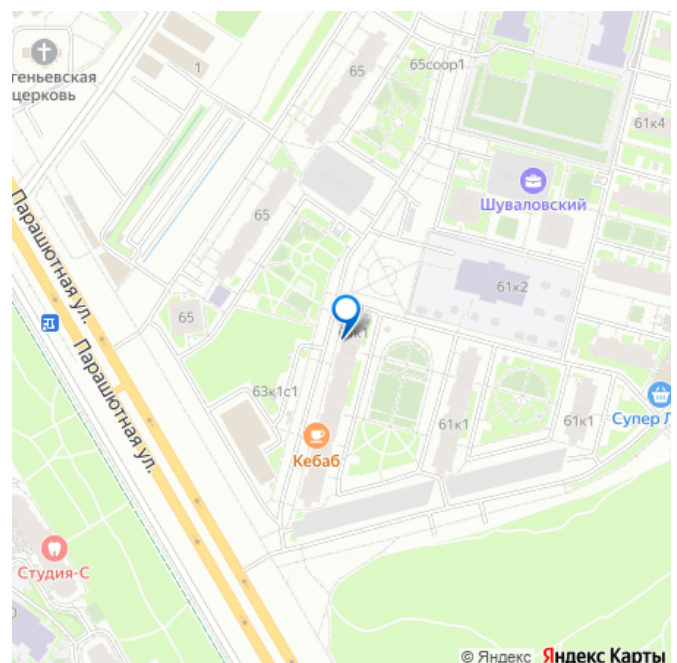 геньевская
церковь
1
65
65соор1
61к4
Шуваловский
65
Парашютная ул.
61к2
65
Парашютная ул.
63к1с1
61к1
61к1
Супер Л
Кебаб
Студия-С
© Яндекс Яндекс Карты